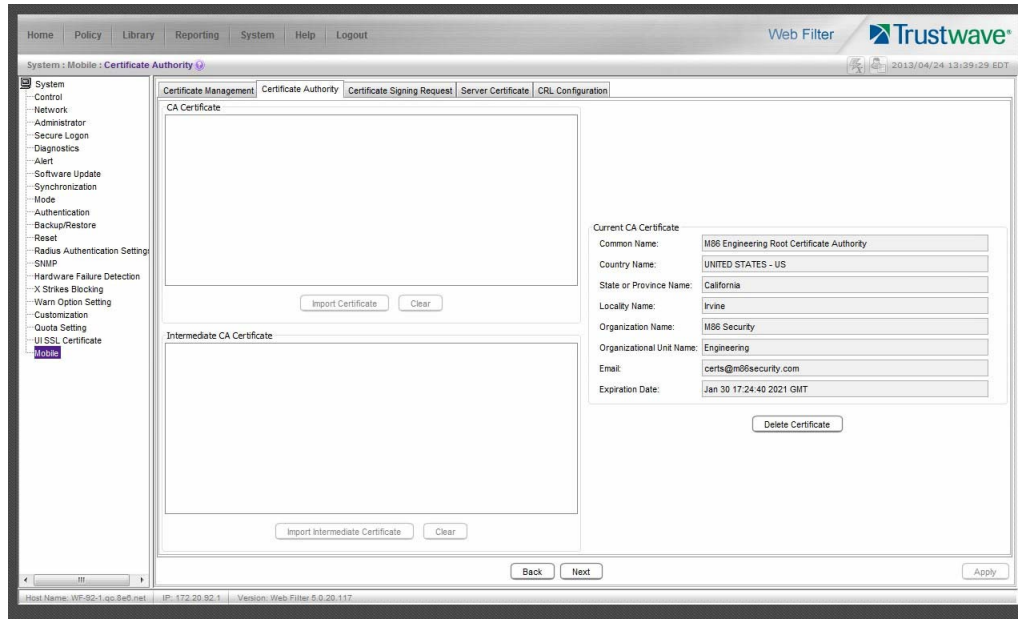 Home Policy Library Reporting System Help Logout
Web Filter
Trustwave®
System : Mobile : Certificate Authority
2013/04/24 13:39:29 EDT
System
Control
Network
Administrator
Secure Logon
Diagnostics
Alert
Software Update
Synchronization
Mode
Authentication
Backup/Restore
Reset
Radius Authentication Settings
SNMP
Hardware Failure Detection
X Strikes Blocking
Warn Option Setting
Customization
Quota Setting
UI SSL Certificate
Mobile
Certificate Management Certificate Authority Certificate Signing Request Server Certificate CRL Configuration
CA Certificate
Import Certificate Clear
Intermediate CA Certificate
Import Intermediate Certificate Clear
Current CA Certificate
Common Name: M86 Engineering Root Certificate Authority
Country Name: UNITED STATES - US
State or Province Name: California
Locality Name: Irvine
Organization Name: M86 Security
Organizational Unit Name: Engineering
Email: certs@m86security.com
Expiration Date: Jan 30 17:24:40 2021 GMT
Delete Certificate
Back Next
Apply
Host Name: WF-92-1.qc.8e6.net IP: 172.20.92.1 Version: Web Filter 5.0.20.117